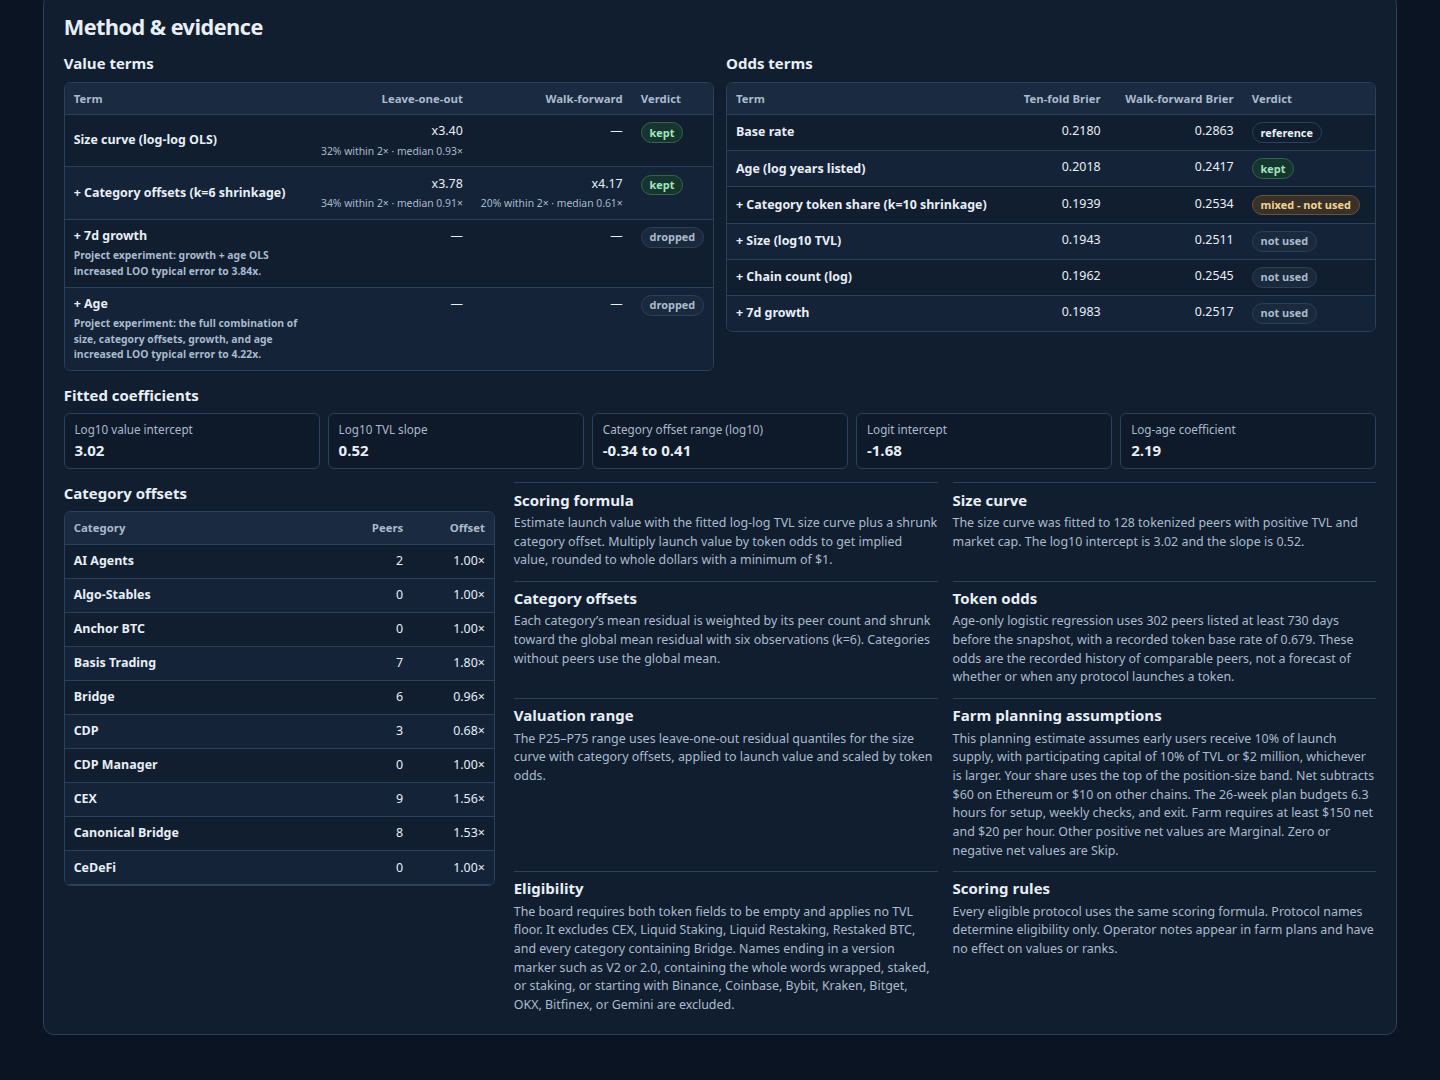 Method & evidence
Value terms
Term Leave-one-out Walk-forward Verdict
Size curve (log-log OLS) x3.40 — kept
32% within 2× · median 0.93×
+ Category offsets (k=6 shrinkage) x3.78 x4.17 kept
34% within 2× · median 0.91× 20% within 2× · median 0.61×
+ 7d growth — — dropped
Project experiment: growth + age OLS
increased LOO typical error to 3.84x.
+ Age — — dropped
Project experiment: the full combination of
size, category offsets, growth, and age
increased LOO typical error to 4.22x.
Odds terms
Term Ten-fold Brier Walk-forward Brier Verdict
Base rate 0.2180 0.2863 reference
Age (log years listed) 0.2018 0.2417 kept
+ Category token share (k=10 shrinkage) 0.1939 0.2534 mixed - not used
+ Size (log10 TVL) 0.1943 0.2511 not used
+ Chain count (log) 0.1962 0.2545 not used
+ 7d growth 0.1983 0.2517 not used
Fitted coefficients
Log10 value intercept
3.02
Log10 TVL slope
0.52
Category offset range (log10)
-0.34 to 0.41
Logit intercept
-1.68
Log-age coefficient
2.19
Category offsets
Category Peers Offset
AI Agents 2 1.00×
Algo-Stables 0 1.00×
Anchor BTC 0 1.00×
Basis Trading 7 1.80×
Bridge 6 0.96×
CDP 3 0.68×
CDP Manager 0 1.00×
CEX 9 1.56×
Canonical Bridge 8 1.53×
CeDeFi 0 1.00×
Scoring formula
Estimate launch value with the fitted log-log TVL size curve plus a shrunk
category offset. Multiply launch value by token odds to get implied
value, rounded to whole dollars with a minimum of $1.
Size curve
The size curve was fitted to 128 tokenized peers with positive TVL and
market cap. The log10 intercept is 3.02 and the slope is 0.52.
Category offsets
Each category's mean residual is weighted by its peer count and shrunk
toward the global mean residual with six observations (k=6). Categories
without peers use the global mean.
Token odds
Age-only logistic regression uses 302 peers listed at least 730 days
before the snapshot, with a recorded token base rate of 0.679. These
odds are the recorded history of comparable peers, not a forecast of
whether or when any protocol launches a token.
Valuation range
The P25–P75 range uses leave-one-out residual quantiles for the size
curve with category offsets, applied to launch value and scaled by token
odds.
Farm planning assumptions
This planning estimate assumes early users receive 10% of launch
supply, with participating capital of 10% of TVL or $2 million, whichever
is larger. Your share uses the top of the position-size band. Net subtracts
$60 on Ethereum or $10 on other chains. The 26-week plan budgets 6.3
hours for setup, weekly checks, and exit. Farm requires at least $150 net
and $20 per hour. Other positive net values are Marginal. Zero or
negative net values are Skip.
Eligibility
The board requires both token fields to be empty and applies no TVL
floor. It excludes CEX, Liquid Staking, Liquid Restaking, Restaked BTC,
and every category containing Bridge. Names ending in a version
marker such as V2 or 2.0, containing the whole words wrapped, staked,
or staking, or starting with Binance, Coinbase, Bybit, Kraken, Bitget,
OKX, Bitfinex, or Gemini are excluded.
Scoring rules
Every eligible protocol uses the same scoring formula. Protocol names
determine eligibility only. Operator notes appear in farm plans and have
no effect on values or ranks.